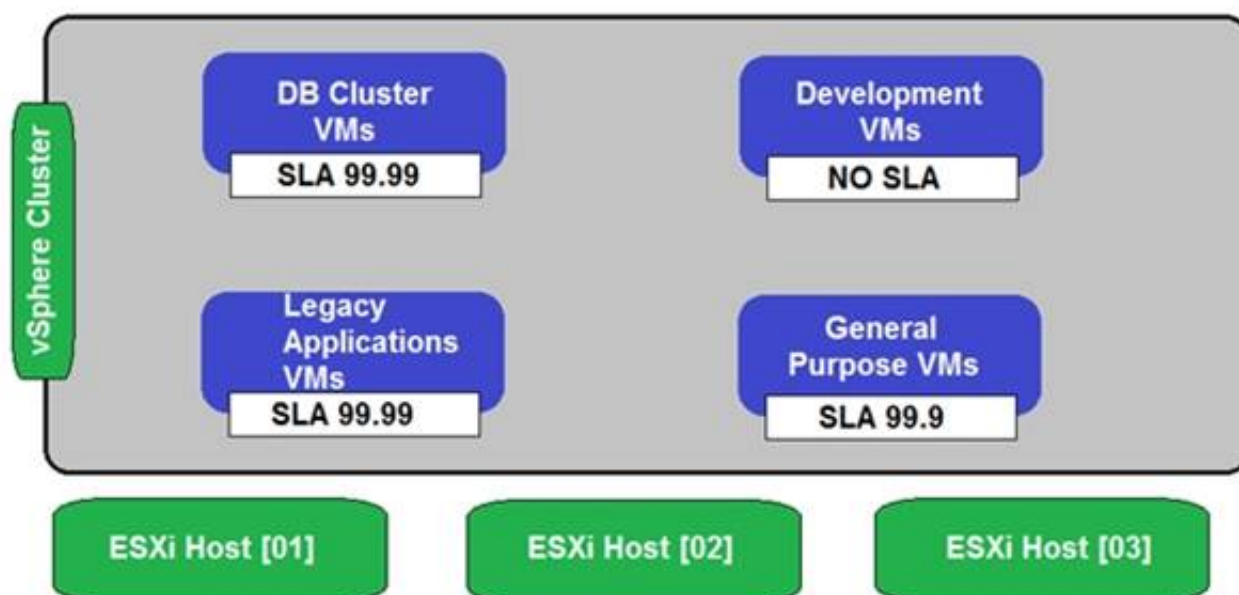 vSphere Cluster
DB Cluster
VMs
SLA 99.99
Development
VMs
NO SLA
Legacy
Applications
VMs
SLA 99.99
General
Purpose VMs
SLA 99.9
ESXi Host [01]
ESXi Host [02]
ESXi Host [03]